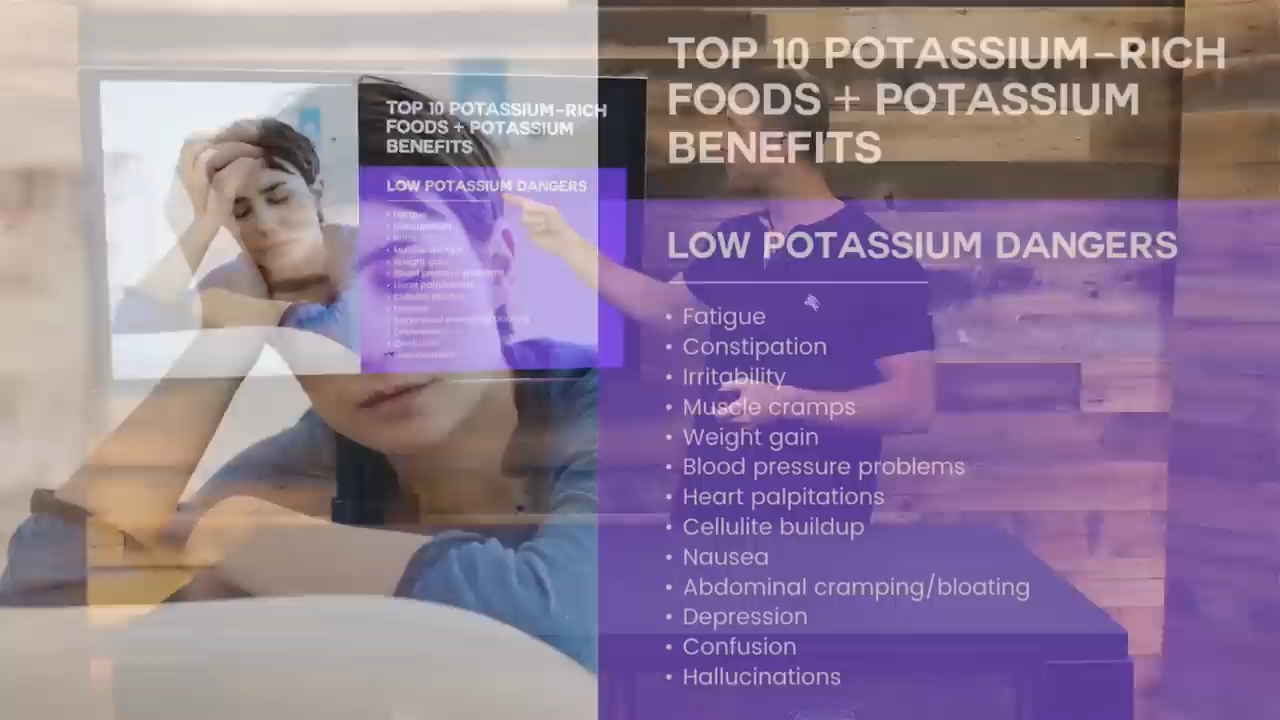 TOP 10 POTASSIUM-RICH
FOODS + POTASSIUM
BENEFITS
LOW POTASSIUM DANGERS
• Fatigue
• Constipation
• Irritability
• Muscle cramps
• Weight gain
• Blood pressure problems
• Heart palpitations
• Cellulite buildup
• Nausea
• Abdominal cramping/bloating
• Depression
• Confusion
• Hallucinations
TOP 10 POTASSIUM-RICH
FOODS + POTASSIUM
BENEFITS
LOW POTASSIUM DANGERS